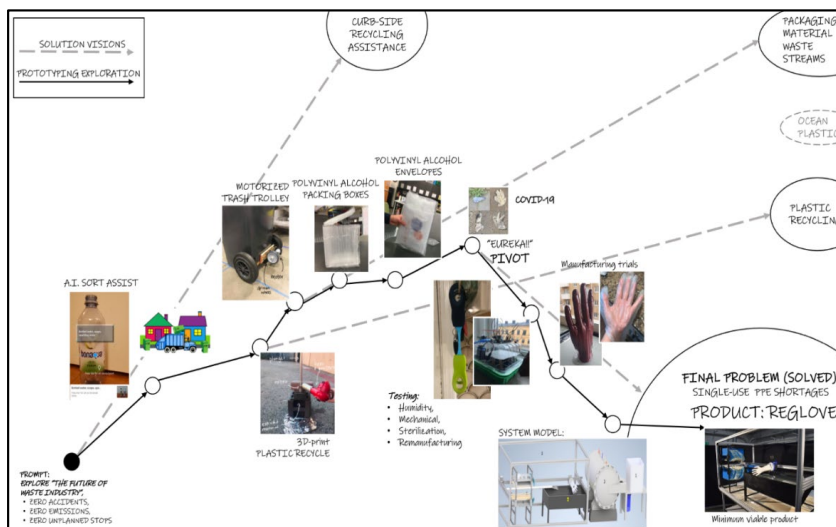 SOLUTION VISIONS
PROTOTYPING EXPLORATION
CURB-SIDE
RECYCLING
ASSISTANCE
PACKAGING
MATERIAL
WASTE
STREAMS
OCEAN
PLASTIC
PLASTIC
RECYCLING
POLYVINYL ALCOHOL
ENVELOPES
POLYVINYL ALCOHOL
PACKING BOXES
MOTORIZED
TRASH TROLLEY
COVID-19
"EUREKA!!"
PIVOT
A.I. SORT ASSIST
Manufacturing trials
3D-print
PLASTIC RECYCLE
Testing:
• Humidity,
• Mechanical,
• Sterilization,
• Remanufacturing
FINAL PROBLEM (SOLVED)
SINGLE-USE PPE SHORTAGES
PRODUCT: REGLOVE
SYSTEM MODEL:
Minimum viable product
PROMPT:
EXPLORE "THE FUTURE OF
WASTE INDUSTRY",
• ZERO ACCIDENTS,
• ZERO EMISSIONS,
• ZERO UNPLANNED STOPS